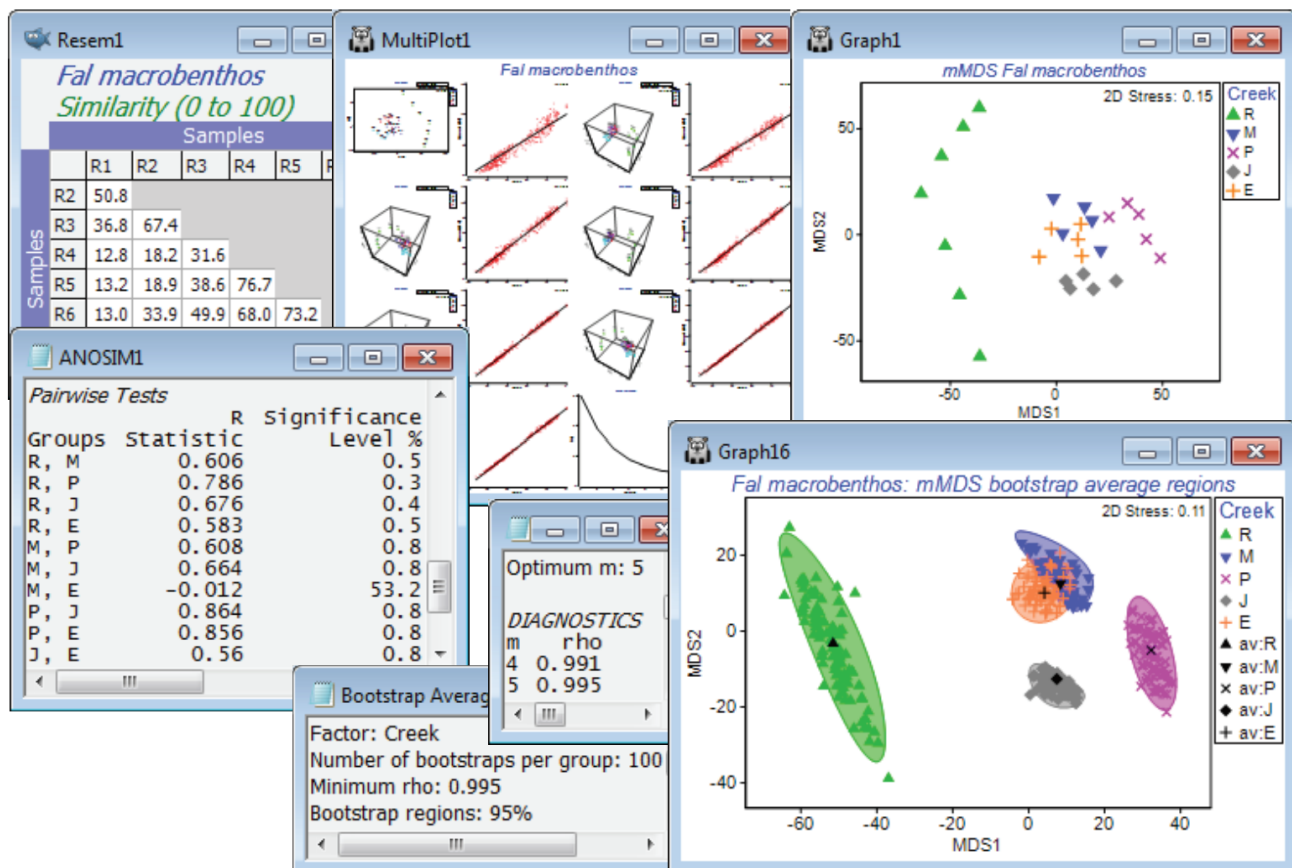 Resem1
Fal macrobenthos
Similarity (0 to 100)
Samples
R1 R2 R3 R4 R5
Samples
R2 50.8
R3 36.8 67.4
R4 12.8 18.2 31.6
R5 13.2 18.9 38.6 76.7
R6 13.0 33.9 49.9 68.0 73.2
MultiPlot1
Fal macrobenthos
Graph1
mMDS Fal macrobenthos
2D Stress: 0.15
Creek
R
M
P
J
E
MDS2
50
0
-50
-50 0 50
MDS1
ANOSIM1
Pairwise Tests
R Significance
Groups Statistic Level %
R, M 0.606 0.5
R, P 0.786 0.3
R, J 0.676 0.4
R, E 0.583 0.5
M, P 0.608 0.8
M, J 0.664 0.8
M, E -0.012 53.2
P, J 0.864 0.8
P, E 0.856 0.8
J, E 0.56 0.8
Optimum m: 5
DIAGNOSTICS
m rho
4 0.991
5 0.995
Bootstrap Averag
Factor: Creek
Number of bootstraps per group: 100
Minimum rho: 0.995
Bootstrap regions: 95%
Graph16
Fal macrobenthos: mMDS bootstrap average regions
2D Stress: 0.11
Creek
R
M
P
J
E
av:R
av:M
av:P
av:J
av:E
MDS2
20
0
-20
-40
-60 -40 -20 0 20 40
MDS1